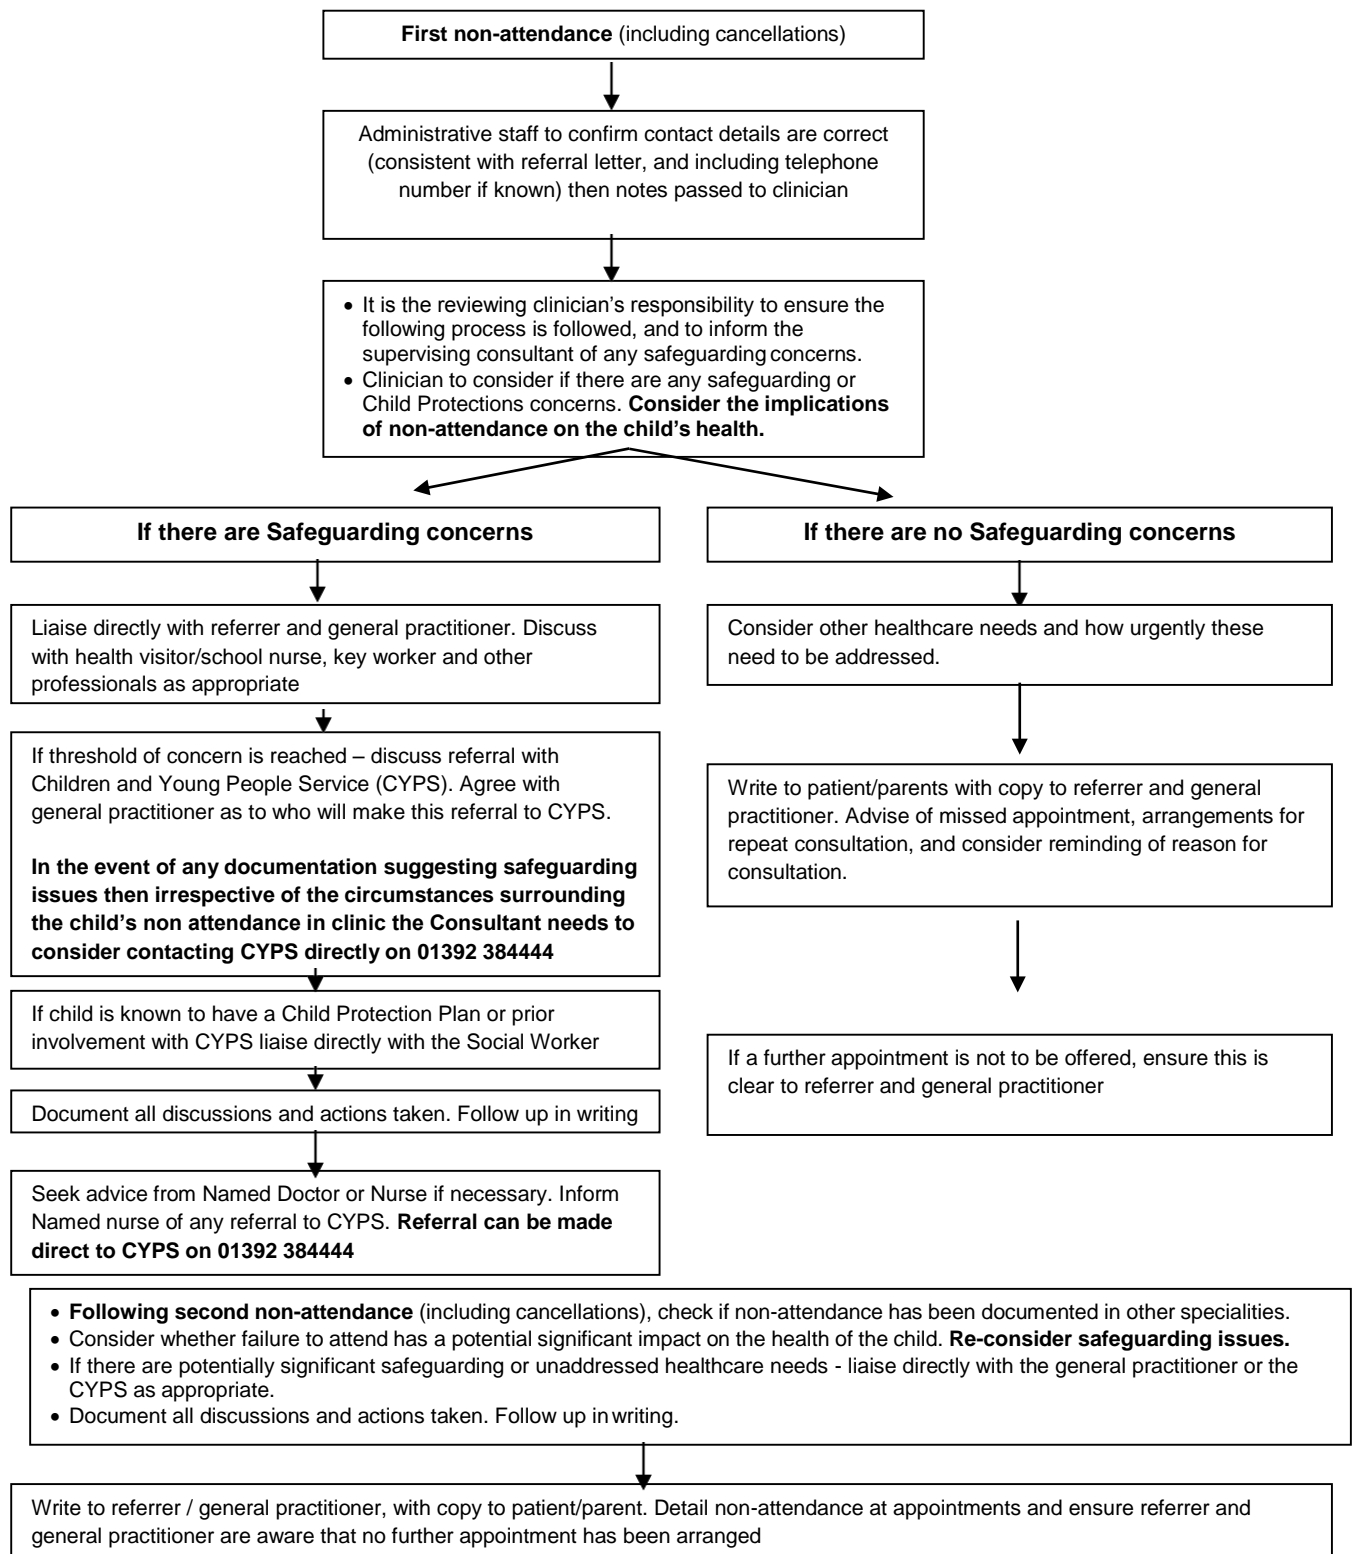 First non-attendance (including cancellations)
Administrative staff to confirm contact details are correct
(consistent with referral letter, and including telephone
number if known) then notes passed to clinician
• It is the reviewing clinician’s responsibility to ensure the
following process is followed, and to inform the
supervising consultant of any safeguarding concerns.
• Clinician to consider if there are any safeguarding or
Child Protections concerns. Consider the implications
of non-attendance on the child’s health.
If there are Safeguarding concerns
Liaise directly with referrer and general practitioner. Discuss
with health visitor/school nurse, key worker and other
professionals as appropriate
If threshold of concern is reached – discuss referral with
Children and Young People Service (CYPS). Agree with
general practitioner as to who will make this referral to CYPS.
In the event of any documentation suggesting safeguarding
issues then irrespective of the circumstances surrounding
the child’s non attendance in clinic the Consultant needs to
consider contacting CYPS directly on 01392 384444
If child is known to have a Child Protection Plan or prior
involvement with CYPS liaise directly with the Social Worker
Document all discussions and actions taken. Follow up in writing
Seek advice from Named Doctor or Nurse if necessary. Inform
Named nurse of any referral to CYPS. Referral can be made
direct to CYPS on 01392 384444
If there are no Safeguarding concerns
Consider other healthcare needs and how urgently these
need to be addressed.
Write to patient/parents with copy to referrer and general
practitioner. Advise of missed appointment, arrangements for
repeat consultation, and consider reminding of reason for
consultation.
If a further appointment is not to be offered, ensure this is
clear to referrer and general practitioner
• Following second non-attendance (including cancellations), check if non-attendance has been documented in other specialities.
• Consider whether failure to attend has a potential significant impact on the health of the child. Re-consider safeguarding issues.
• If there are potentially significant safeguarding or unaddressed healthcare needs - liaise directly with the general practitioner or the
CYPS as appropriate.
• Document all discussions and actions taken. Follow up in writing.
Write to referrer / general practitioner, with copy to patient/parent. Detail non-attendance at appointments and ensure referrer and
general practitioner are aware that no further appointment has been arranged